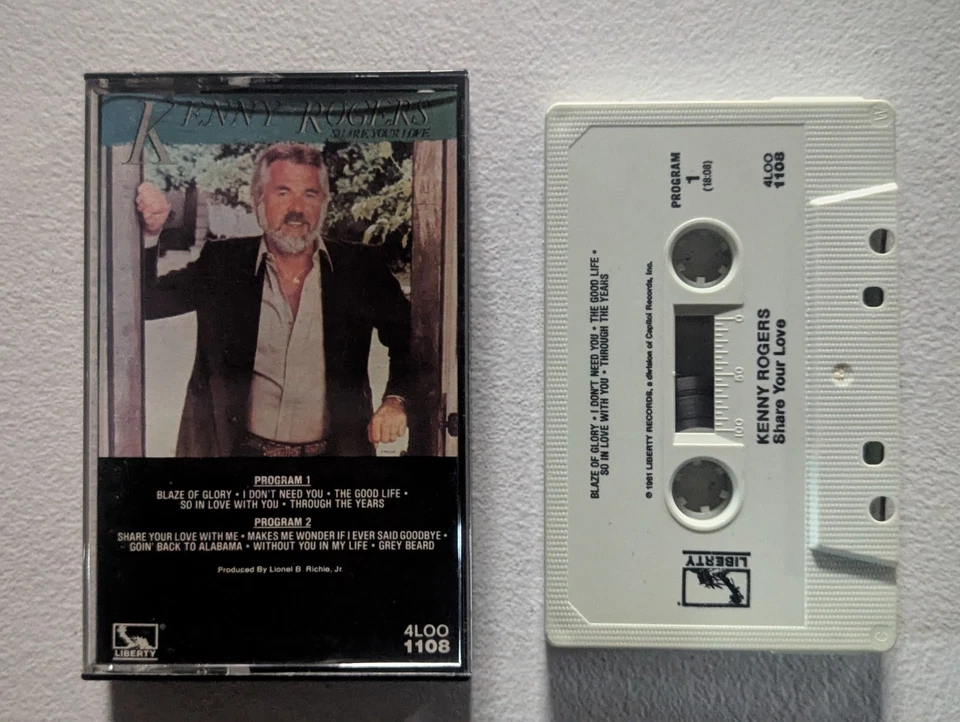 KENNY ROGERS
SHARE YOUR LOVE
PROGRAM 1
BLAZE OF GLORY • I DON'T NEED YOU • THE GOOD LIFE •
SO IN LOVE WITH YOU • THROUGH THE YEARS
PROGRAM 2
SHARE YOUR LOVE WITH ME • MAKES ME WONDER IF I EVER SAID GOODBYE •
GOIN' BACK TO ALABAMA • WITHOUT YOU IN MY LIFE • GREY BEARD
Produced By Lionel B. Richie, Jr.
LIBERTY
4LOO
1108
BLAZE OF GLORY • I DON'T NEED YOU • THE GOOD LIFE •
SO IN LOVE WITH YOU • THROUGH THE YEARS
℗ 1981 LIBERTY RECORDS, a division of Capitol Records, Inc.
PROGRAM
1
(18:08)
100 50 0
KENNY ROGERS
Share Your Love
4LOO
1108
LIBERTY